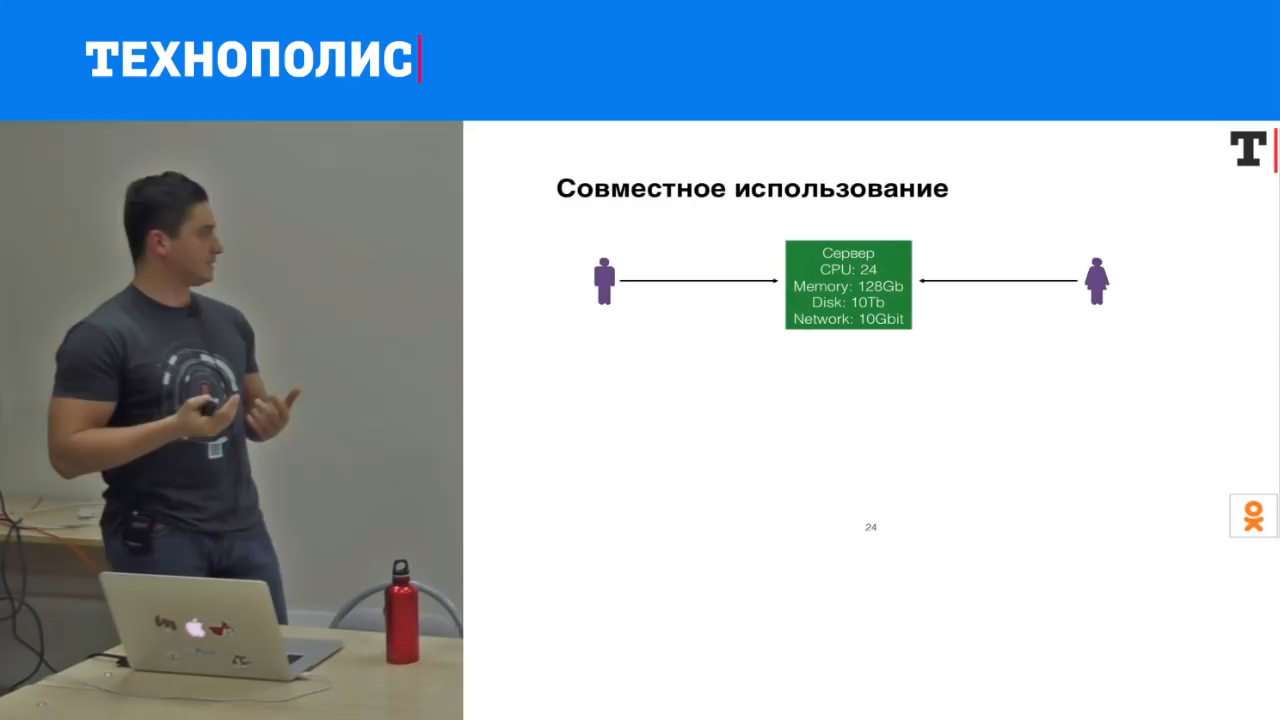 ТЕХНОПОЛИС
T
Совместное использование
Сервер
CPU: 24
Memory: 128Gb
Disk: 10Tb
Network: 10Gbit
24